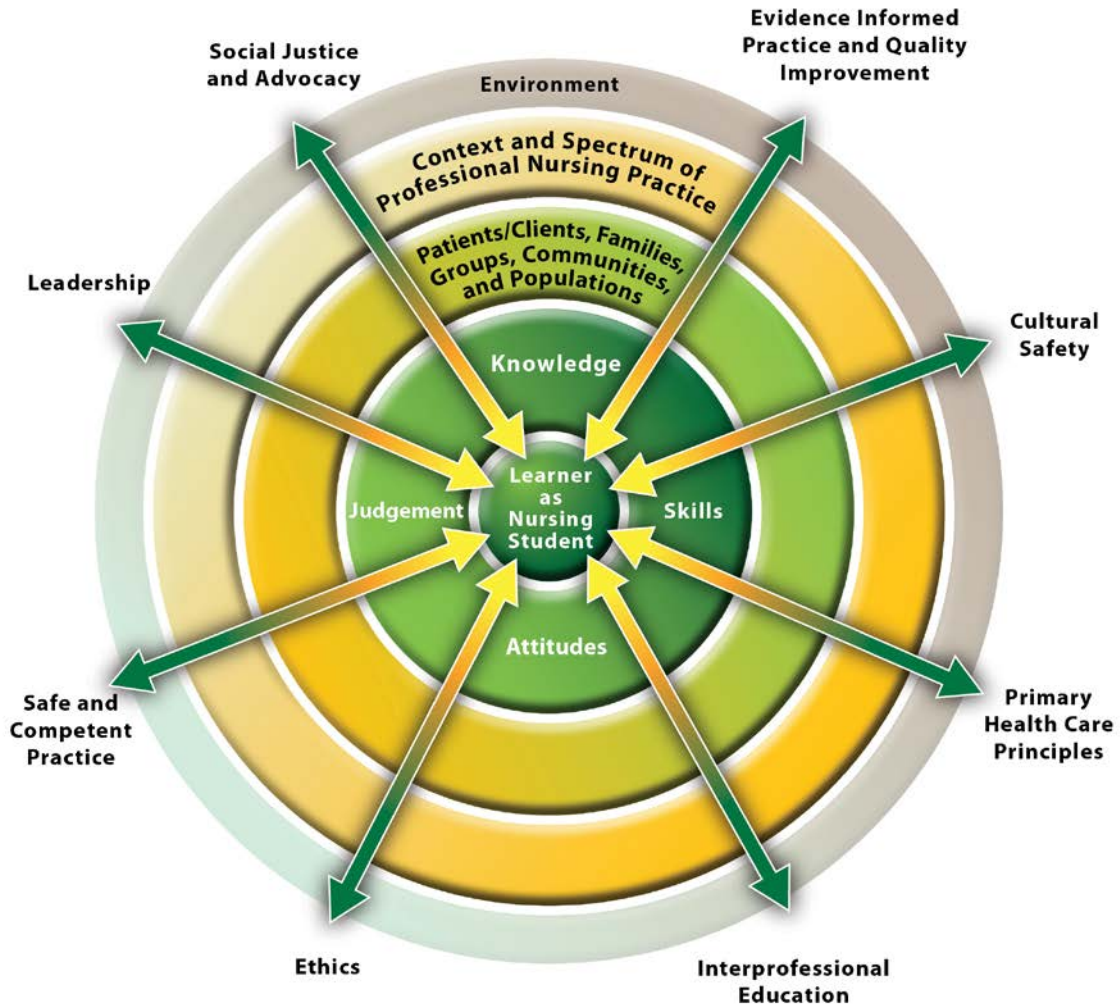 Evidence Informed
Practice and Quality
Improvement
Social Justice
and Advocacy
Environment
Context and Spectrum of
Professional Nursing Practice
Patients/Clients, Families,
Groups, Communities,
and Populations
Leadership
Cultural
Safety
Knowledge
Learner
as
Nursing
Student
Judgement
Skills
Attitudes
Safe and
Competent
Practice
Primary
Health Care
Principles
Ethics
Interprofessional
Education